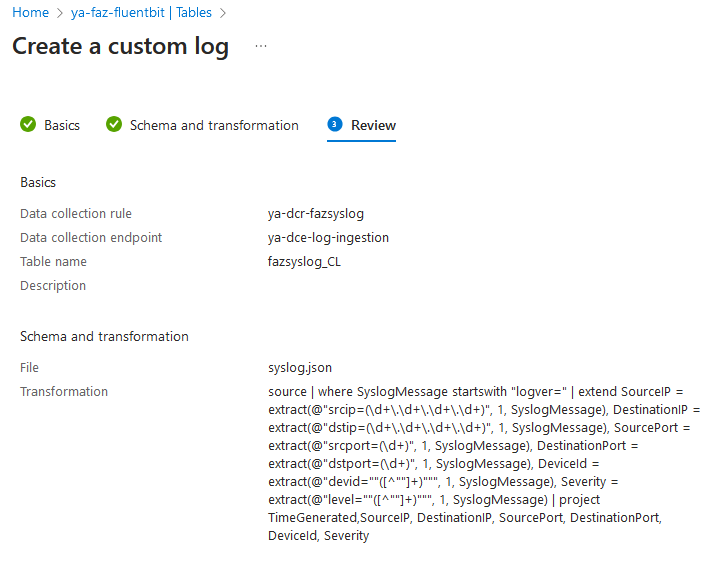 Home > ya-faz-fluentbit | Tables >
Create a custom log ...
Basics
Schema and transformation
3 Review
Basics
Data collection rule ya-dcr-fazsyslog
Data collection endpoint ya-dce-log-ingestion
Table name fazsyslog_CL
Description
Schema and transformation
File syslog.json
Transformation source | where SyslogMessage startswith "logver=" | extend SourceIP =
extract(@"srcip=(\d+\.\d+\.\d+\.\d+)", 1, SyslogMessage), DestinationIP =
extract(@"dstip=(\d+\.\d+\.\d+\.\d+)", 1, SyslogMessage), SourcePort =
extract(@"srcport=(\d+)", 1, SyslogMessage), DestinationPort =
extract(@"dstport=(\d+)", 1, SyslogMessage), DeviceId =
extract(@"devid=""([^""]+)""", 1, SyslogMessage), Severity =
extract(@"level=""([^""]+)""", 1, SyslogMessage) | project
TimeGenerated,SourceIP, DestinationIP, SourcePort, DestinationPort,
DeviceId, Severity